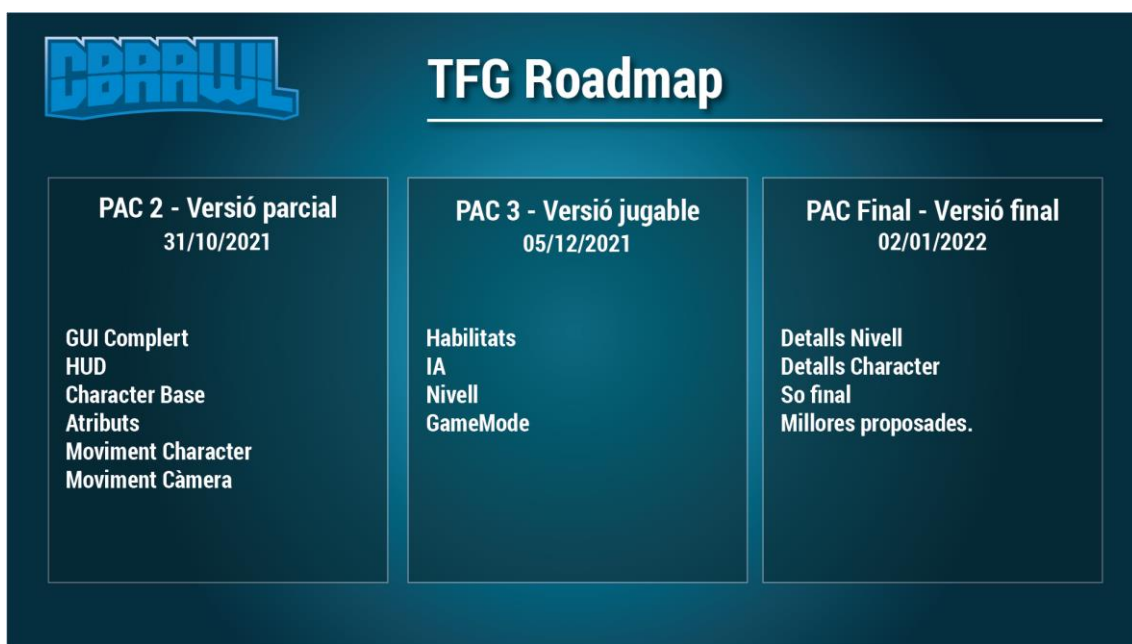 CBRAWL
TFG Roadmap
PAC 2 - Versió parcial
31/10/2021
GUI Complert
HUD
Character Base
Atributs
Moviment Character
Moviment Càmera
PAC 3 - Versió jugable
05/12/2021
Habilitats
IA
Nivell
GameMode
PAC Final - Versió final
02/01/2022
Detalls Nivell
Detalls Character
So final
Millores proposades.